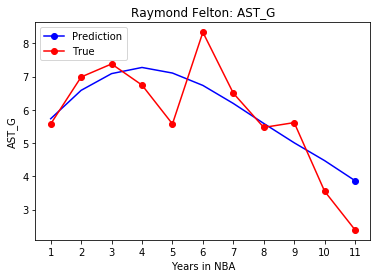 Raymond Felton: AST_G
Prediction
True
8
7
6
5
4
3
AST_G
1 2 3 4 5 6 7 8 9 10 11
Years in NBA